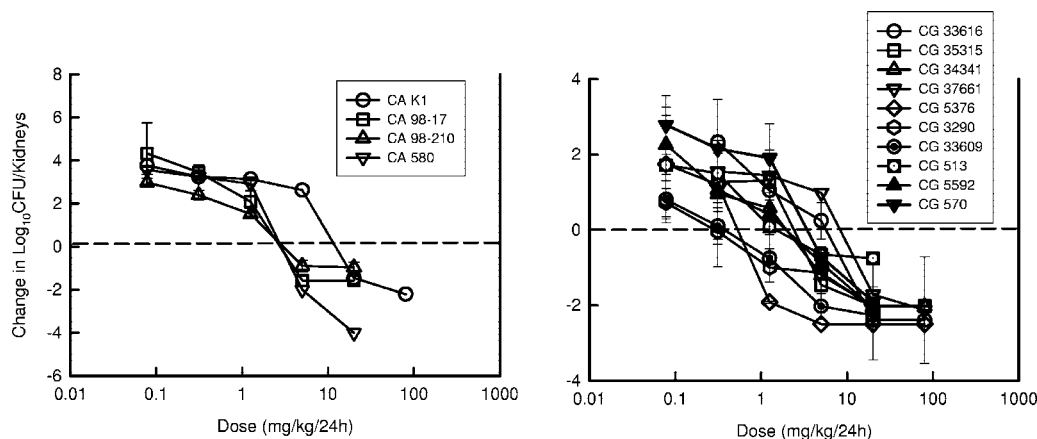 Change in Log10CFU/Kidneys
8
6
4
2
0
-2
-4
-6
0.01
0.1
1
10
100
1000
Dose (mg/kg/24h)
CA K1
CA 98-17
CA 98-210
CA 580
4
2
0
-2
-4
0.01
0.1
1
10
100
1000
Dose (mg/kg/24h)
CG 33616
CG 35315
CG 34341
CG 37661
CG 5376
CG 3290
CG 33609
CG 513
CG 5592
CG 570